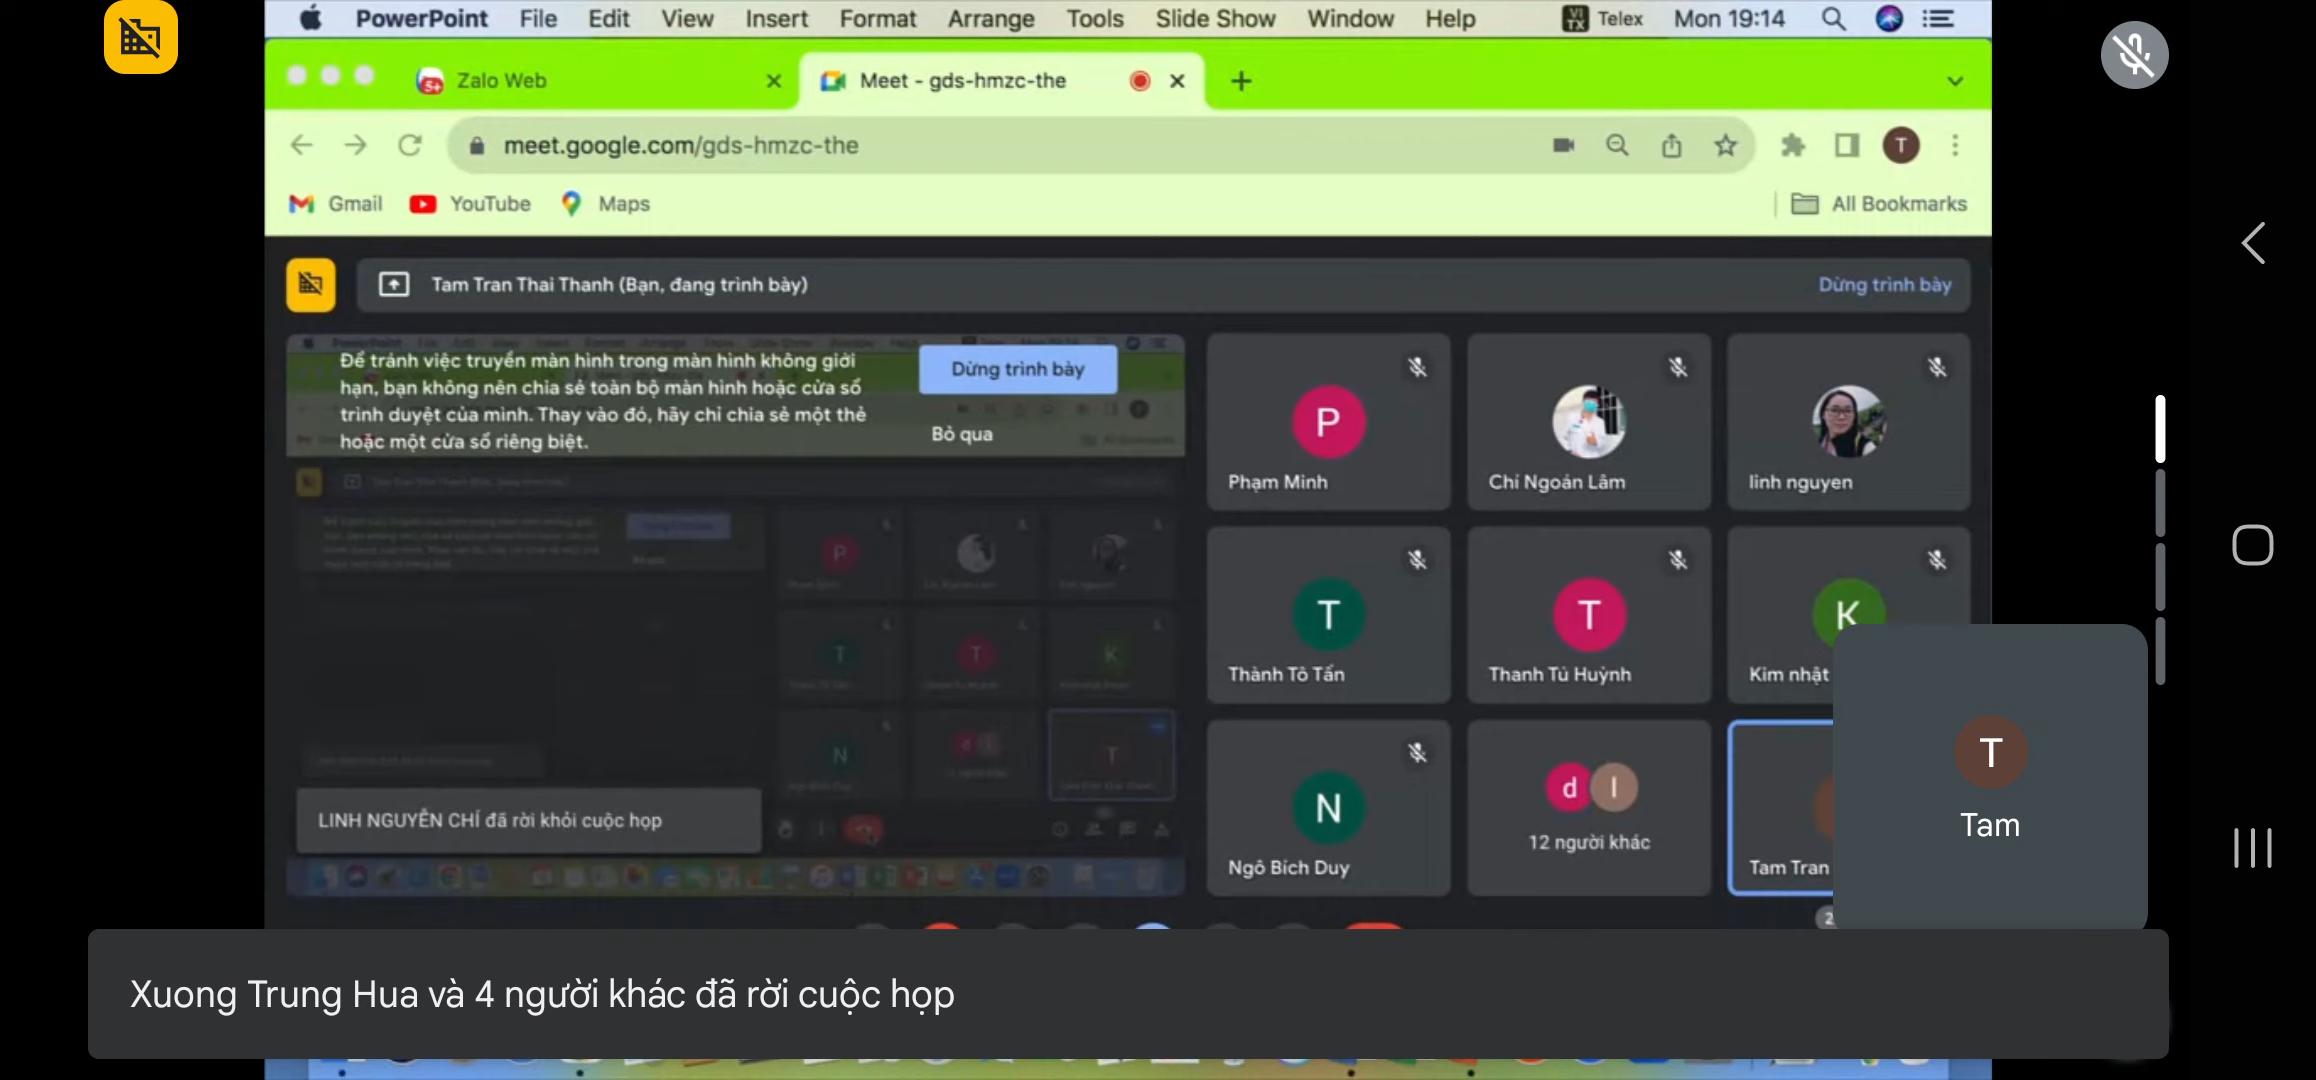 PowerPoint File Edit View Insert Format Arrange Tools Slide Show Window Help VI TX Telex Mon 19:14
5+ Zalo Web Meet - gds-hmzc-the
meet.google.com/gds-hmzc-the T
Gmail YouTube Maps All Bookmarks
Tam Tran Thai Thanh (Bạn, đang trình bày) Dừng trình bày
Để tránh việc truyền màn hình trong màn hình không giới
hạn, bạn không nên chia sẻ toàn bộ màn hình hoặc cửa sổ
trình duyệt của mình. Thay vào đó, hãy chỉ chia sẻ một thẻ
hoặc một cửa sổ riêng biệt.
Dừng trình bày
Bỏ qua
P
Phạm Minh
Chí Ngoán Lâm
linh nguyen
T
Thành Tô Tấn
T
Thanh Tú Huỳnh
K
Kim nhật
N
Ngô Bích Duy
d l
12 người khác
Tam Tran
T
Tam
LINH NGUYỄN CHÍ đã rời khỏi cuộc họp
Xuong Trung Hua và 4 người khác đã rời cuộc họp